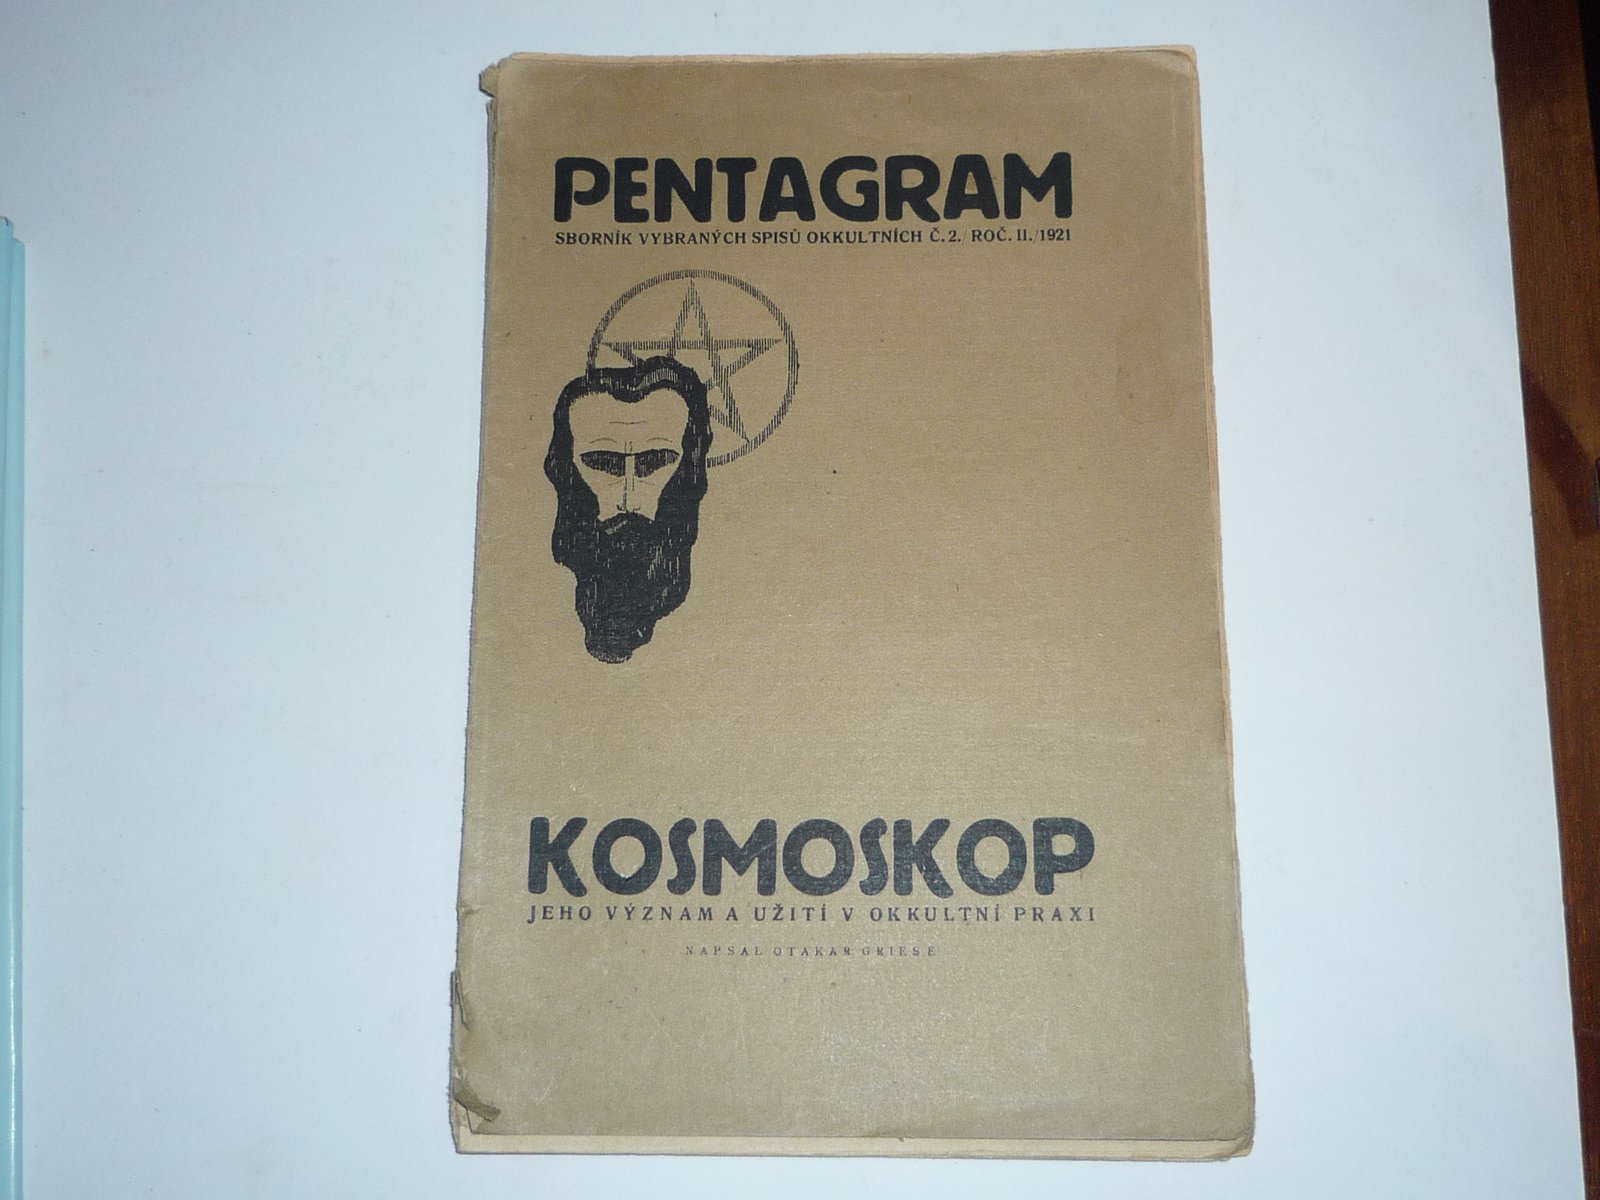 PENTAGRAM
SBORNÍK VYBRANÝCH SPISŮ OKKULTNÍCH Č. 2./ ROČ. II./1921
KOSMOSKOP
JEHO VÝZNAM A UŽITÍ V OKKULTNÍ PRAXI
NAPSAL OTAKAR GRIESE